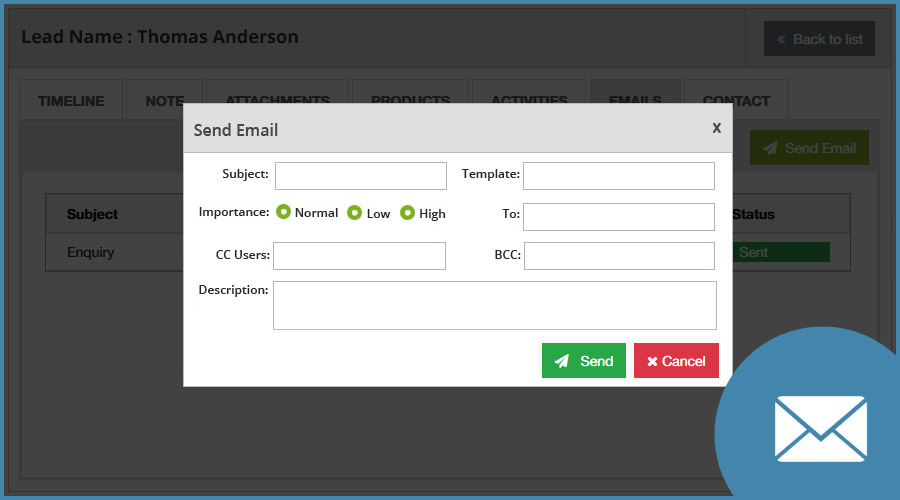 Lead Name : Thomas Anderson
« Back to list
TIMELINE NOTE ATTACHMENTS PRODUCTS ACTIVITIES EMAILS CONTACT
Send Email X
Send Email
Subject: Template:
Subject Status
Importance: Normal Low High To:
Enquiry Sent
CC Users: BCC:
Description:
Send Cancel